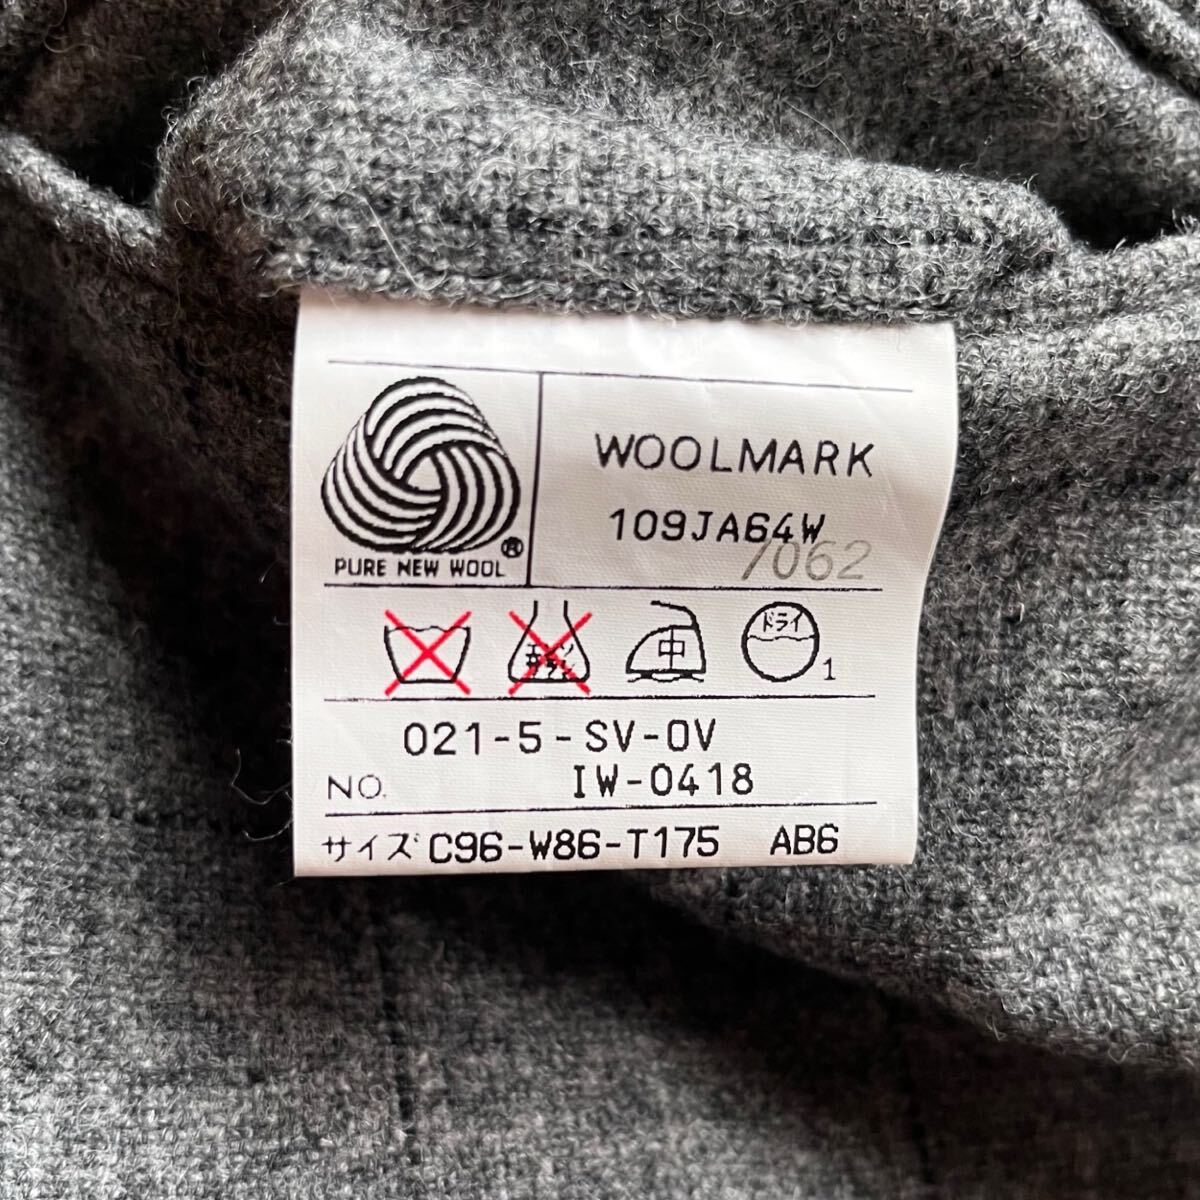 WOOLMARK
109JA64W
7062
PURE NEW WOOL ®
中
ドライ
1
021-5-SV-0V
NO. IW-0418
サイズ C96-W86-T175 AB6